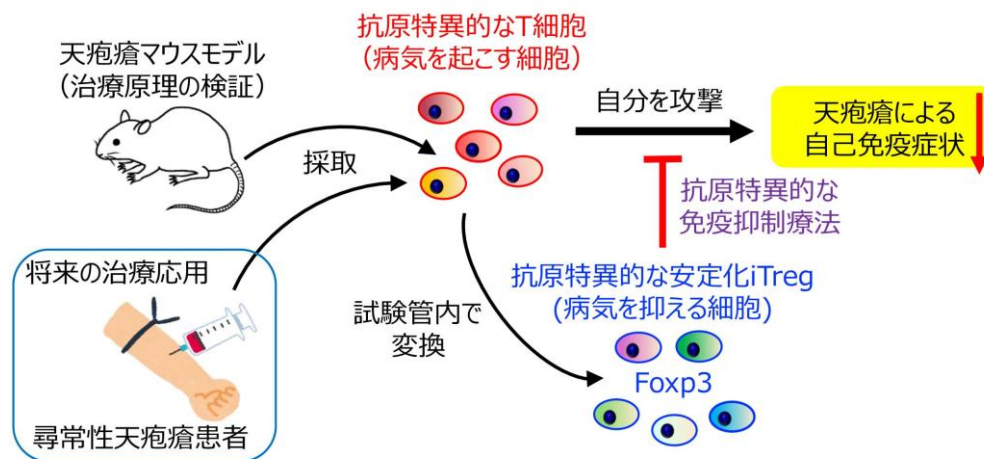 天疱瘡マウスモデル
(治療原理の検証)
抗原特異的なT細胞
(病気を起こす細胞)
採取
自分を攻撃
天疱瘡による
自己免疫症状
抗原特異的な
免疫抑制療法
将来の治療応用
尋常性天疱瘡患者
試験管内で
変換
抗原特異的な安定化iTreg
(病気を抑える細胞)
Foxp3